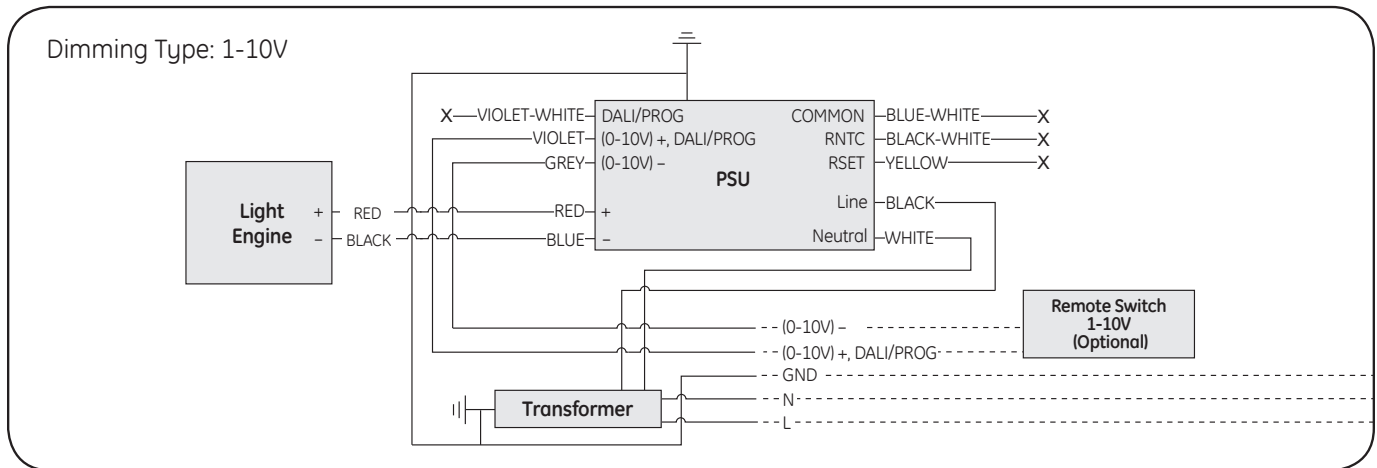 Dimming Type: 1-10V
X VIOLET-WHITE DALI/PROG COMMON BLUE-WHITE X
VIOLET (0-10V) +, DALI/PROG RNTC BLACK-WHITE X
GREY (0-10V) – RSET YELLOW X
PSU
Light Engine + RED RED + Line BLACK
– BLACK BLUE – Neutral WHITE
Remote Switch
1-10V
(Optional)
(0-10V) –
(0-10V) +, DALI/PROG
GND
Transformer
N
L